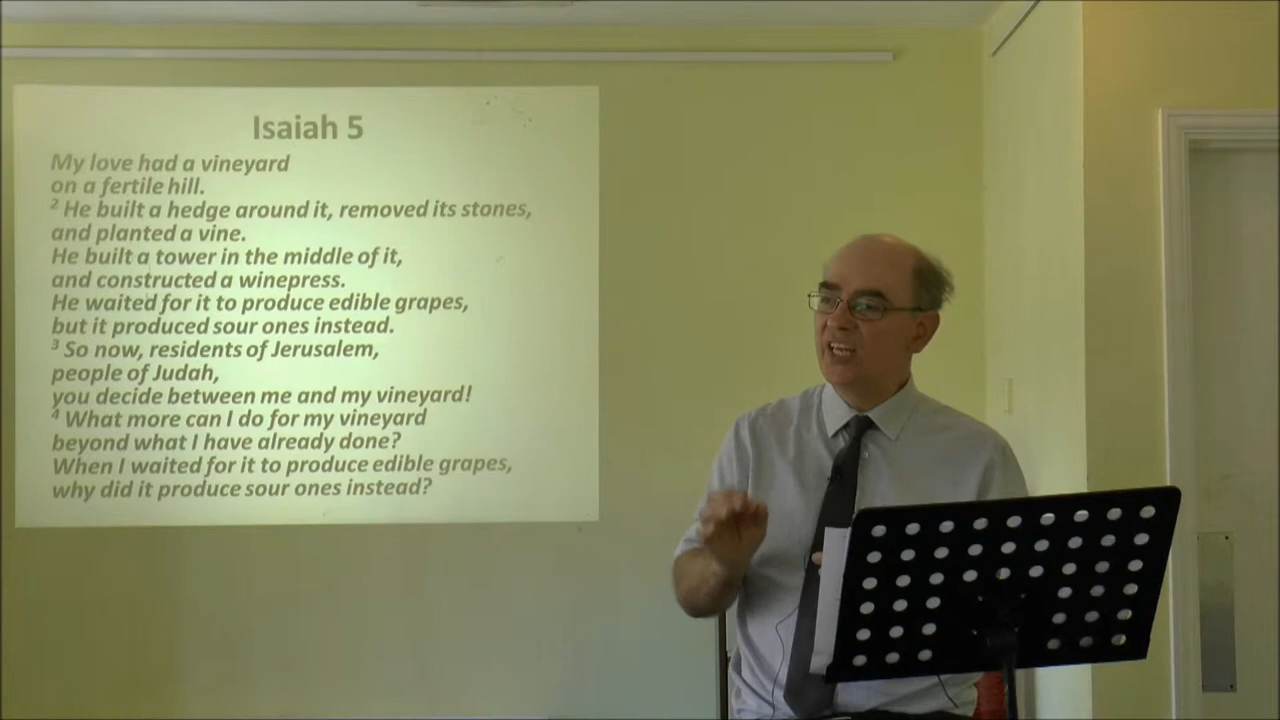 Isaiah 5
My love had a vineyard
on a fertile hill.
² He built a hedge around it, removed its stones,
and planted a vine.
He built a tower in the middle of it,
and constructed a winepress.
He waited for it to produce edible grapes,
but it produced sour ones instead.
³ So now, residents of Jerusalem,
people of Judah,
you decide between me and my vineyard!
⁴ What more can I do for my vineyard
beyond what I have already done?
When I waited for it to produce edible grapes,
why did it produce sour ones instead?